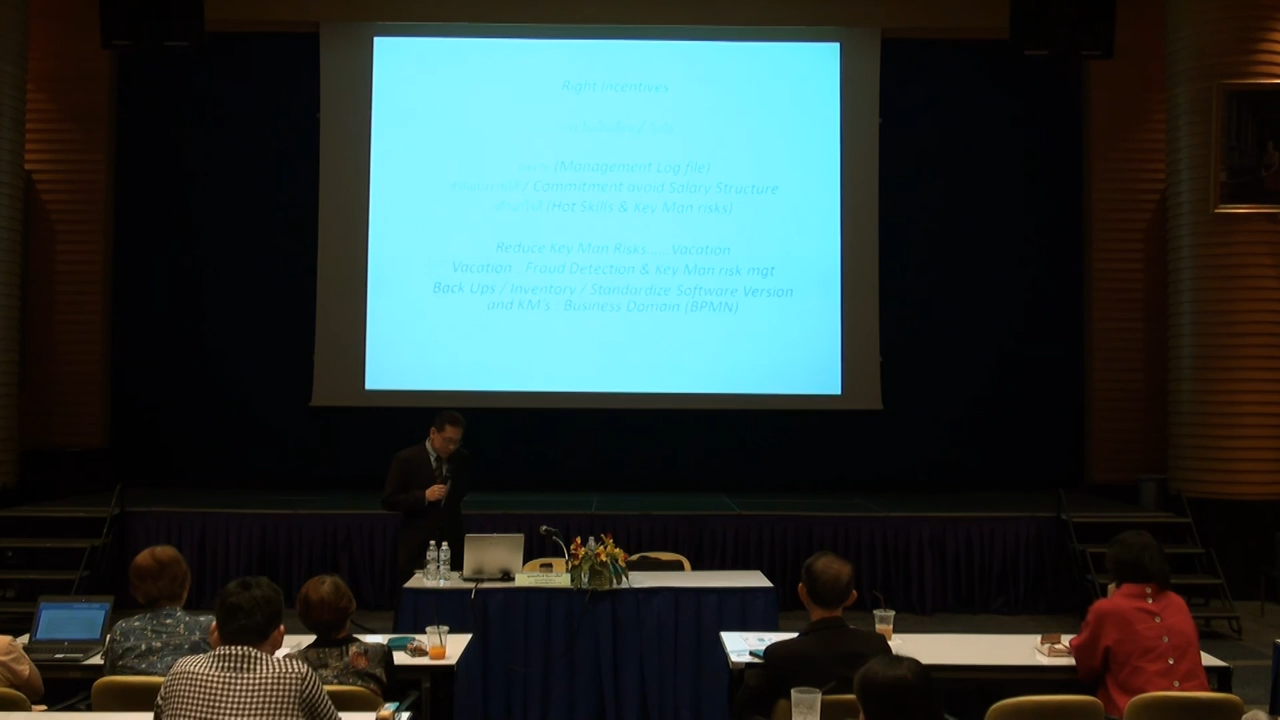 Right Incentives
(Management Log file)
/ Commitment avoid Salary Structure
(Hot Skills & Key Man risks)
Reduce Key Man Risks ... Vacation
Vacation : Fraud Detection & Key Man risk mgt
Back Ups / Inventory / Standardize Software Version
and KM's : Business Domain (BPMN)